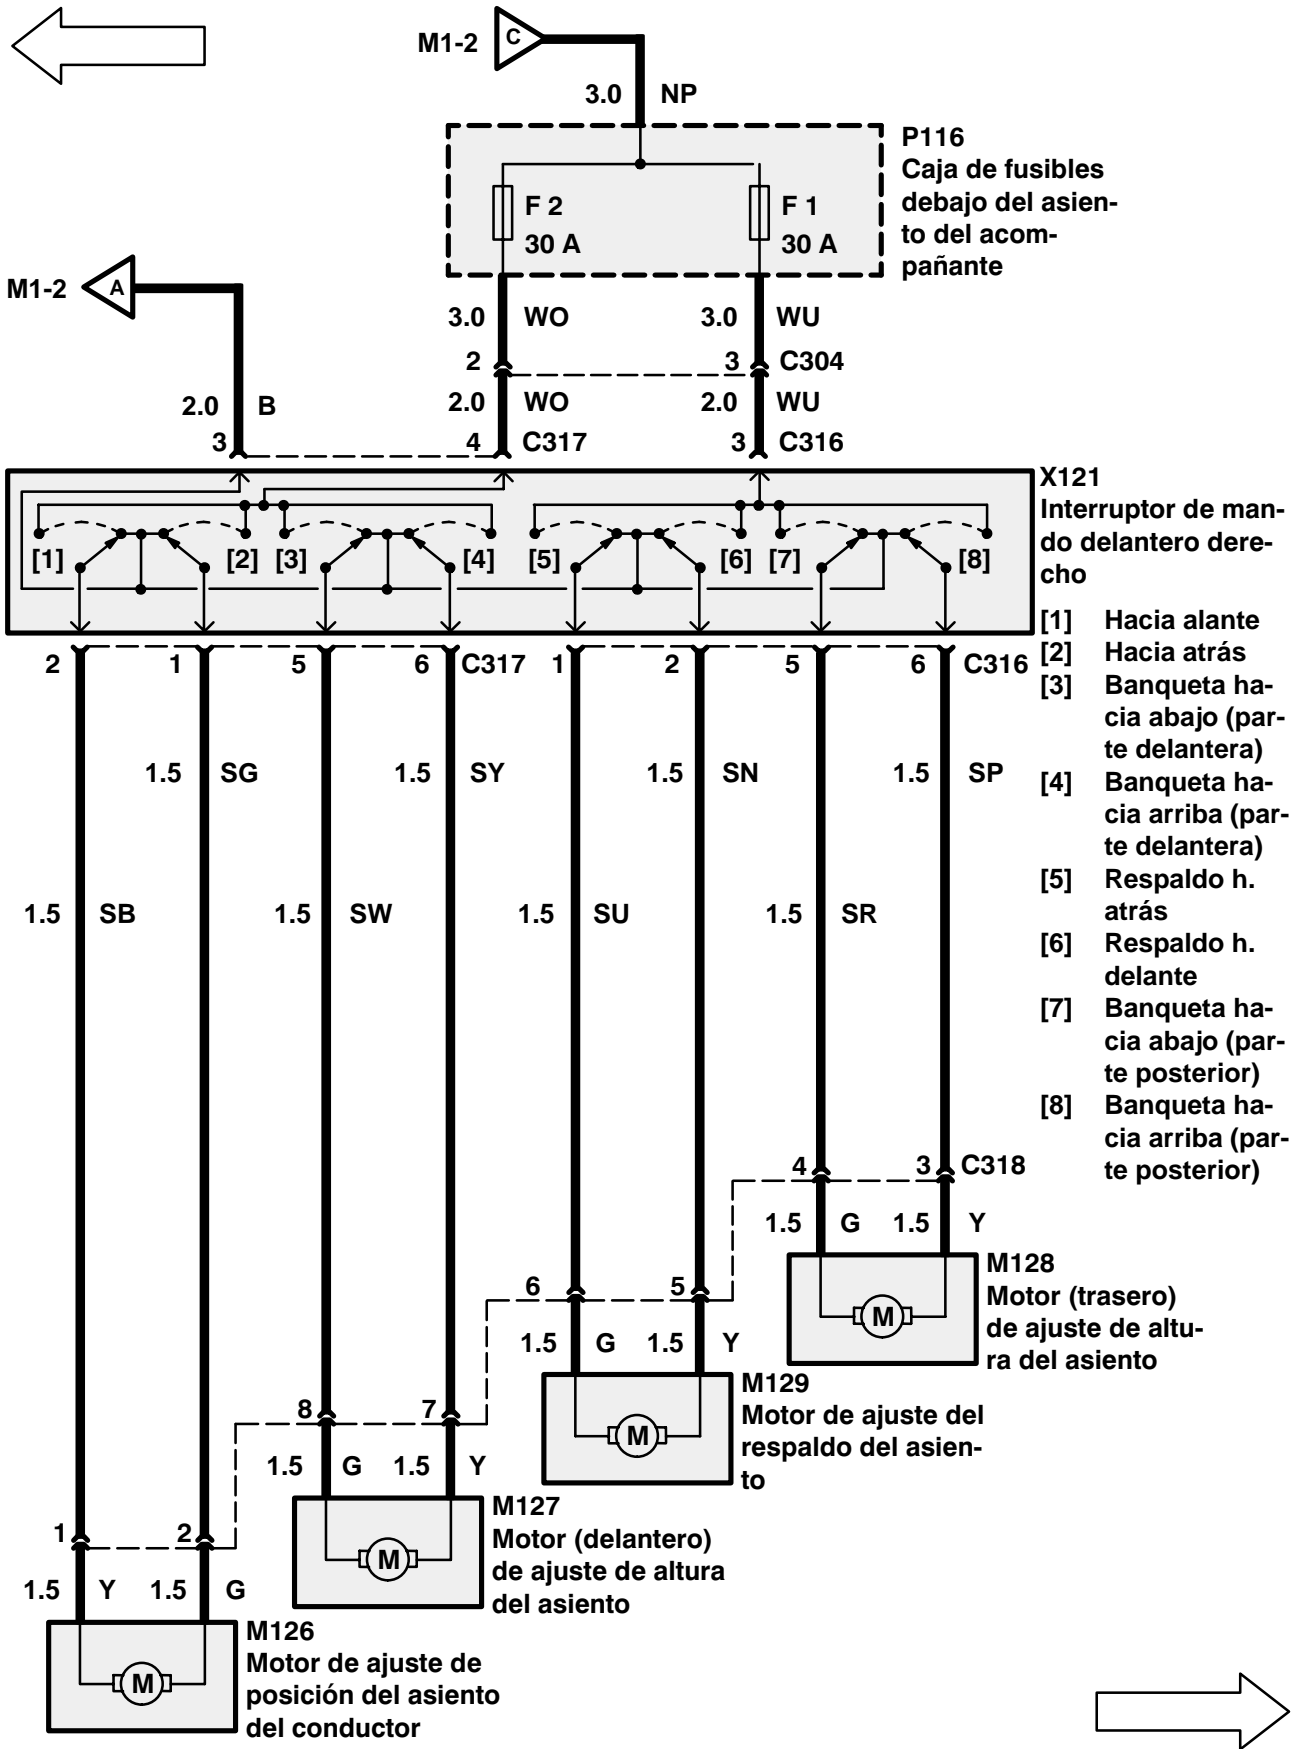 M1-2
C
3.0 NP
P116
Caja de fusibles
debajo del asien-
to del acom-
pañante
F 2
30 A
F 1
30 A
M1-2
A
3.0 WO
3.0 WU
2
3 C304
2.0 B
2.0 WO
2.0 WU
3
4 C317
3 C316
X121
Interruptor de man-
do delantero dere-
cho
[1] [2] [3] [4] [5] [6] [7] [8]
[1] Hacia alante
[2] Hacia atrás
[3] Banqueta ha-
cia abajo (par-
te delantera)
[4] Banqueta ha-
cia arriba (par-
te delantera)
[5] Respaldo h.
atrás
[6] Respaldo h.
delante
[7] Banqueta ha-
cia abajo (par-
te posterior)
[8] Banqueta ha-
cia arriba (par-
te posterior)
2 1 5 6 C317 1 2 5 6 C316
1.5 SG
1.5 SY
1.5 SN
1.5 SP
1.5 SB
1.5 SW
1.5 SU
1.5 SR
4 3 C318
1.5 G 1.5 Y
M
M128
Motor (trasero)
de ajuste de altu-
ra del asiento
6 5
1.5 G 1.5 Y
M
M129
Motor de ajuste del
respaldo del asien-
to
8 7
1.5 G 1.5 Y
M
M127
Motor (delantero)
de ajuste de altura
del asiento
1 2
1.5 Y 1.5 G
M
M126
Motor de ajuste de
posición del asiento
del conductor